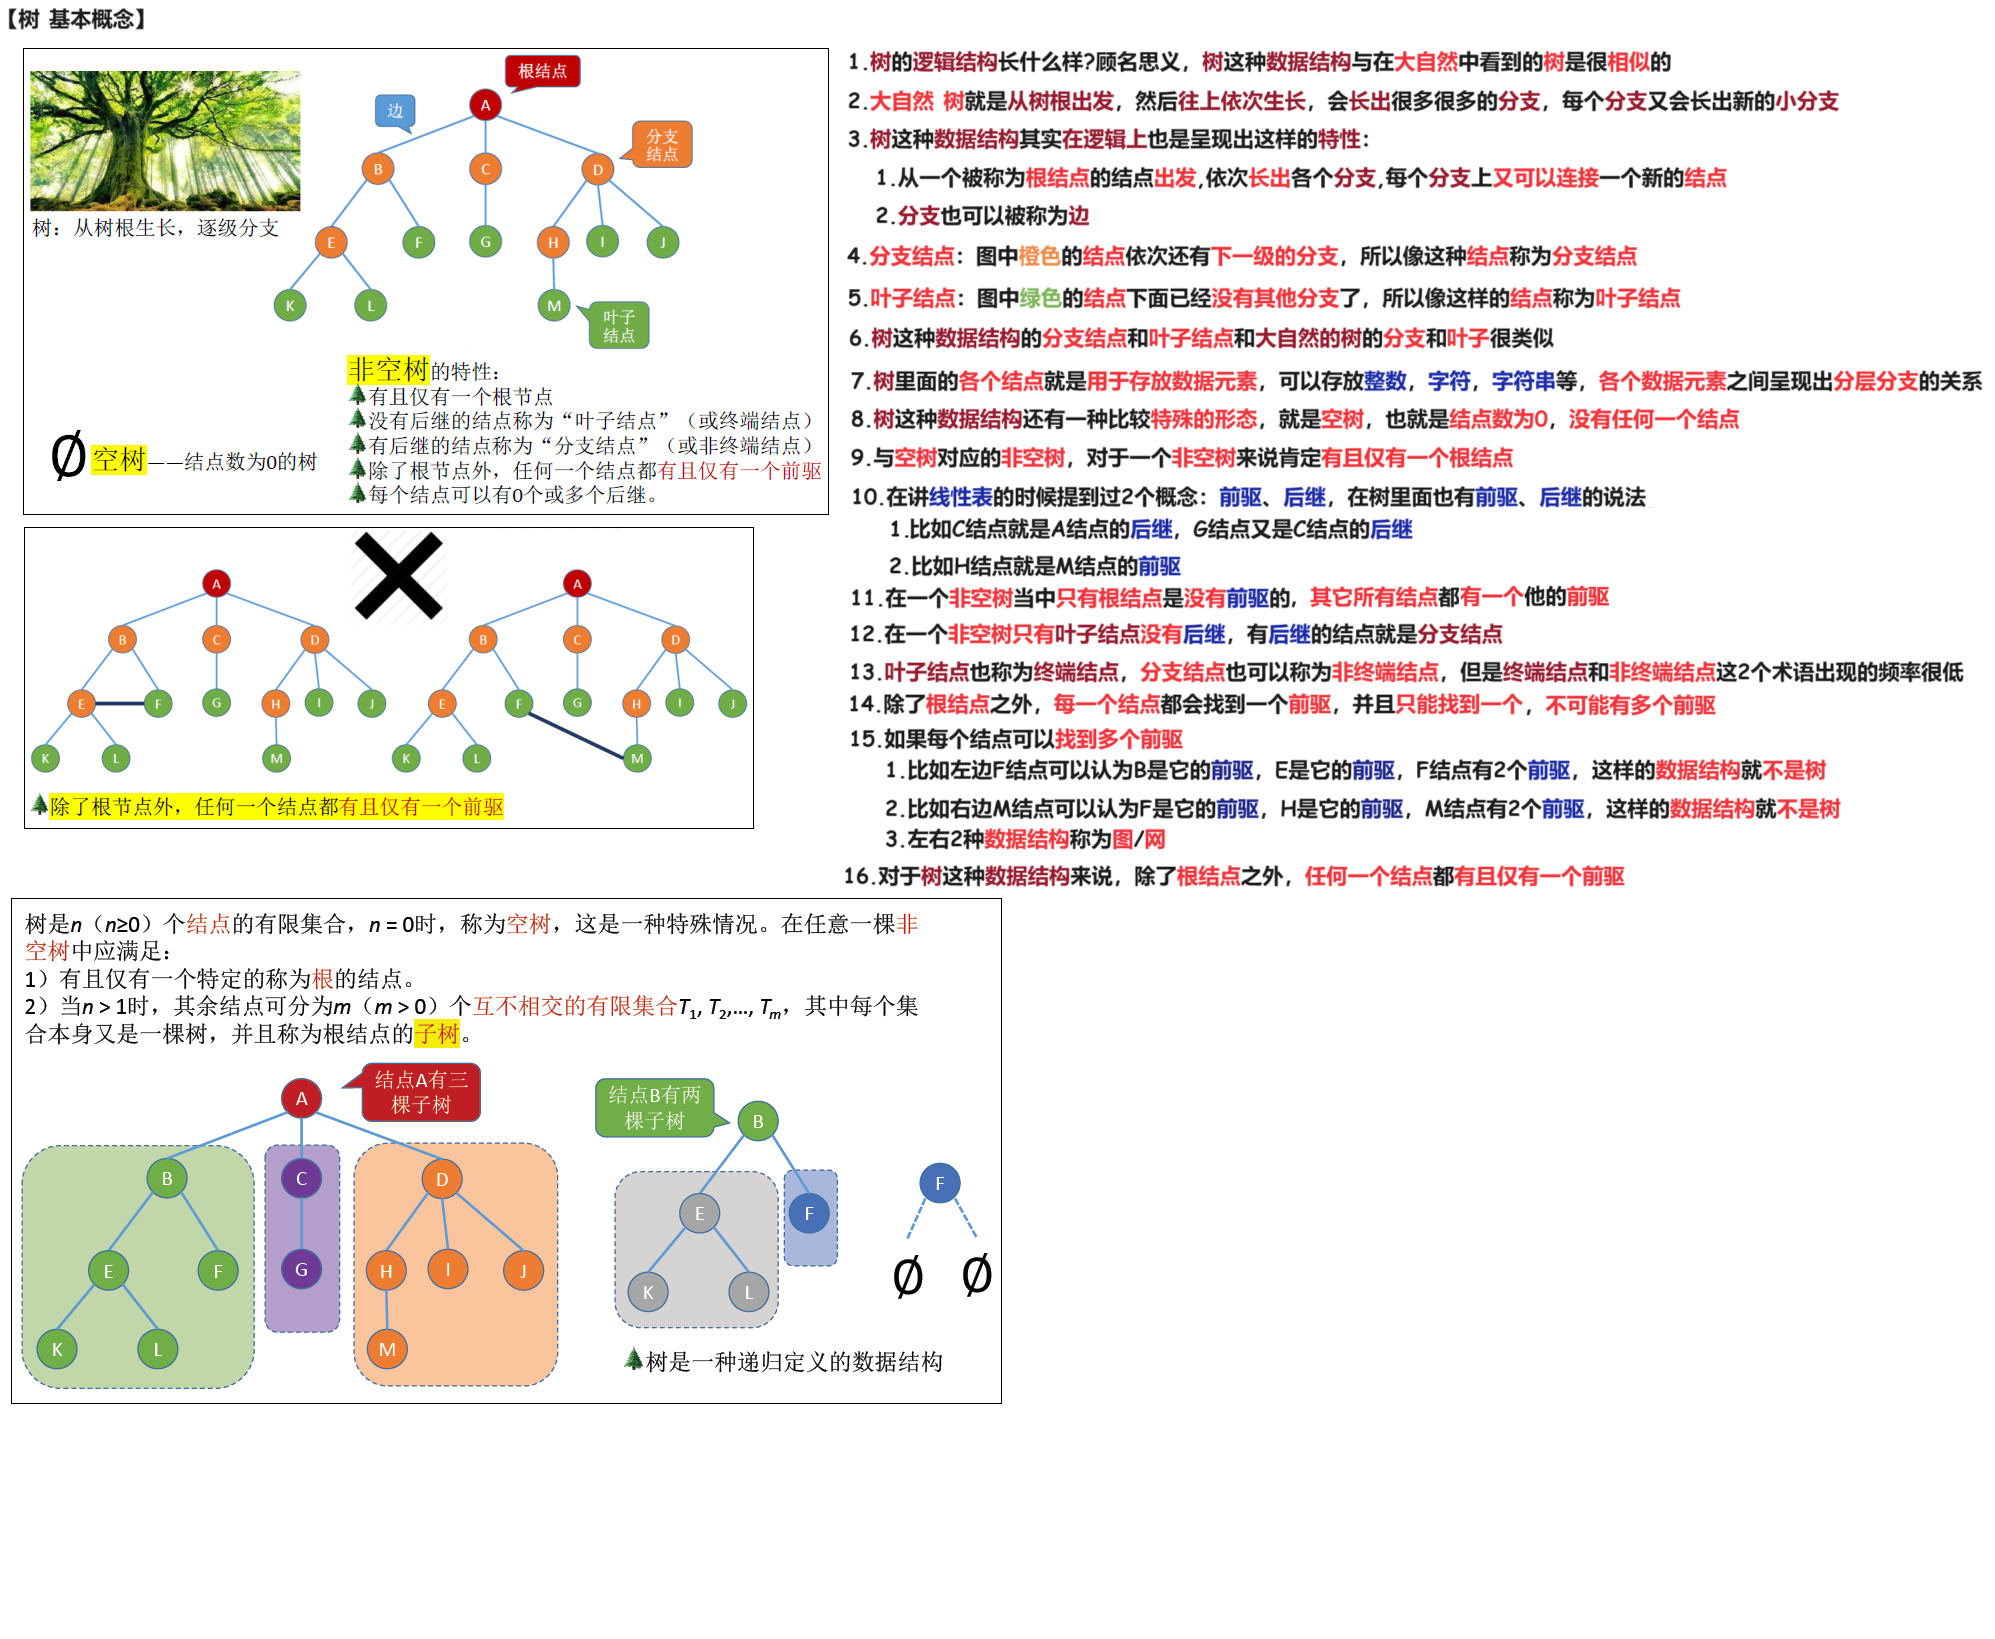 【树 基本概念】
根结点
A
边
分支
结点
B
C
D
树：从树根生长，逐级分支
E
F
G
H
I
J
K
L
M
叶子
结点
非空树的特性：
有且仅有一个根节点
没有后继的结点称为“叶子结点”（或终端结点）
有后继的结点称为“分支结点”（或非终端结点）
除了根节点外，任何一个结点都有且仅有一个前驱
每个结点可以有0个或多个后继。
∅ 空树——结点数为0的树
A
B
C
D
E
F
G
H
I
J
K
L
M
A
B
C
D
E
F
G
H
I
J
K
L
M
除了根节点外，任何一个结点都有且仅有一个前驱
1.树的逻辑结构长什么样?顾名思义，树这种数据结构与在大自然中看到的树是很相似的
2.大自然 树就是从树根出发，然后往上依次生长，会长出很多很多的分支，每个分支又会长出新的小分支
3.树这种数据结构其实在逻辑上也是呈现出这样的特性：
1.从一个被称为根结点的结点出发,依次长出各个分支,每个分支上又可以连接一个新的结点
2.分支也可以被称为边
4.分支结点：图中橙色的结点依次还有下一级的分支，所以像这种结点称为分支结点
5.叶子结点：图中绿色的结点下面已经没有其他分支了，所以像这样的结点称为叶子结点
6.树这种数据结构的分支结点和叶子结点和大自然的树的分支和叶子很类似
7.树里面的各个结点就是用于存放数据元素，可以存放整数，字符，字符串等，各个数据元素之间呈现出分层分支的关系
8.树这种数据结构还有一种比较特殊的形态，就是空树，也就是结点数为0，没有任何一个结点
9.与空树对应的非空树，对于一个非空树来说肯定有且仅有一个根结点
10.在讲线性表的时候提到过2个概念：前驱、后继，在树里面也有前驱、后继的说法
1.比如C结点就是A结点的后继，G结点又是C结点的后继
2.比如H结点就是M结点的前驱
11.在一个非空树当中只有根结点是没有前驱的，其它所有结点都有一个他的前驱
12.在一个非空树只有叶子结点没有后继，有后继的结点就是分支结点
13.叶子结点也称为终端结点，分支结点也可以称为非终端结点，但是终端结点和非终端结点这2个术语出现的频率很低
14.除了根结点之外，每一个结点都会找到一个前驱，并且只能找到一个，不可能有多个前驱
15.如果每个结点可以找到多个前驱
1.比如左边F结点可以认为B是它的前驱，E是它的前驱，F结点有2个前驱，这样的数据结构就不是树
2.比如右边M结点可以认为F是它的前驱，H是它的前驱，M结点有2个前驱，这样的数据结构就不是树
3.左右2种数据结构称为图/网
16.对于树这种数据结构来说，除了根结点之外，任何一个结点都有且仅有一个前驱
树是n（n≥0）个结点的有限集合，n = 0时，称为空树，这是一种特殊情况。在任意一棵非
空树中应满足：
1）有且仅有一个特定的称为根的结点。
2）当n > 1时，其余结点可分为m（m > 0）个互不相交的有限集合T1, T2,…, Tm，其中每个集
合本身又是一棵树，并且称为根结点的子树。
A
结点A有三
棵子树
B
C
D
E
F
G
H
I
J
K
L
M
结点B有两
棵子树
B
E
F
K
L
F
∅ ∅
树是一种递归定义的数据结构